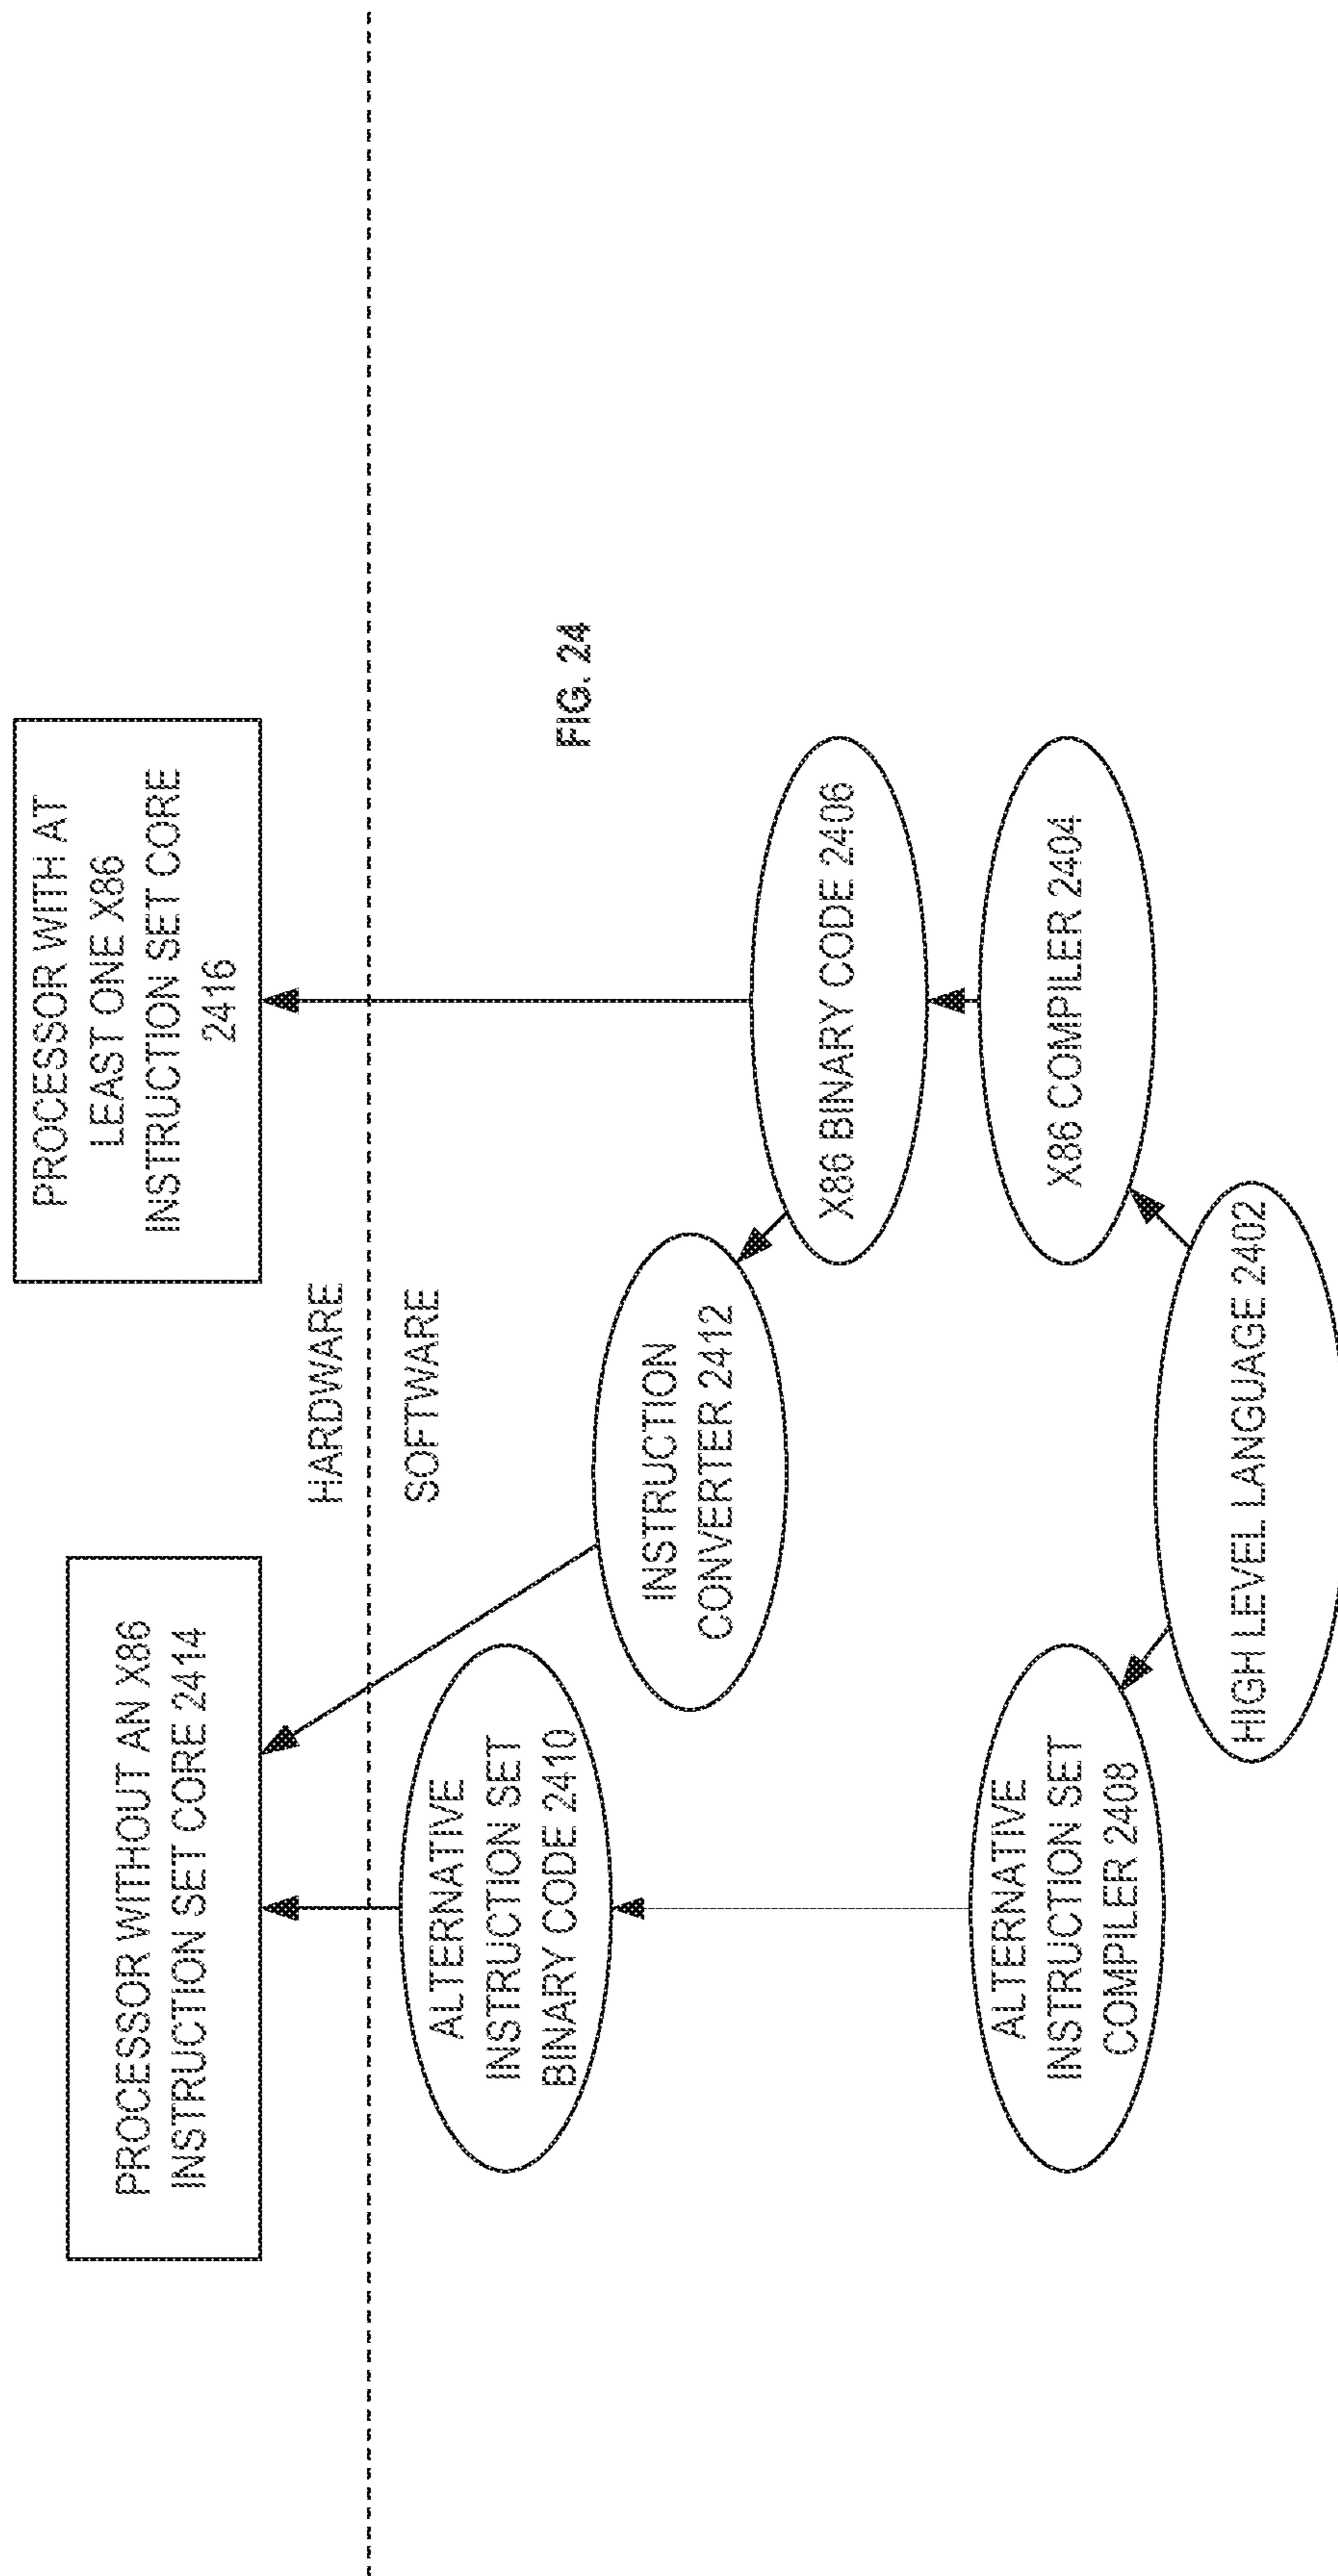 PROCESSOR WITHOUT AN X86
INSTRUCTION SET CORE 2414
PROCESSOR WITH AT
LEAST ONE X86
INSTRUCTION SET CORE
2416
HARDWARE
SOFTWARE
ALTERNATIVE
INSTRUCTION SET
BINARY CODE 2410
INSTRUCTION
CONVERTER 2412
FIG. 24
X86 BINARY CODE 2406
ALTERNATIVE
INSTRUCTION SET
COMPILER 2408
X86 COMPILER 2404
HIGH LEVEL LANGUAGE 2402